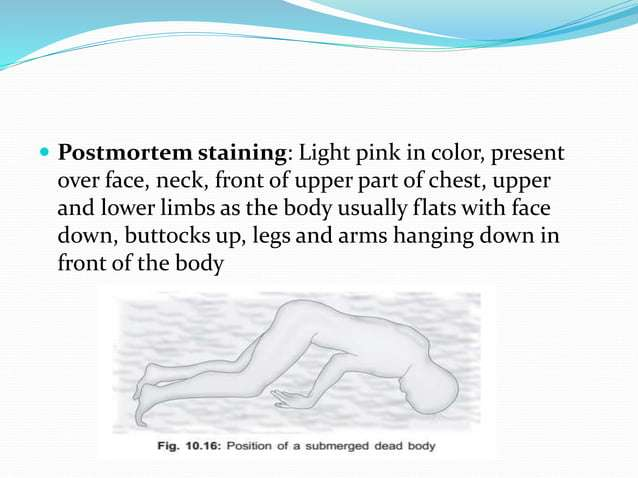 Postmortem staining: Light pink in color, present
over face, neck, front of upper part of chest, upper
and lower limbs as the body usually flats with face
down, buttocks up, legs and arms hanging down in
front of the body
Fig. 10.16: Position of a submerged dead body